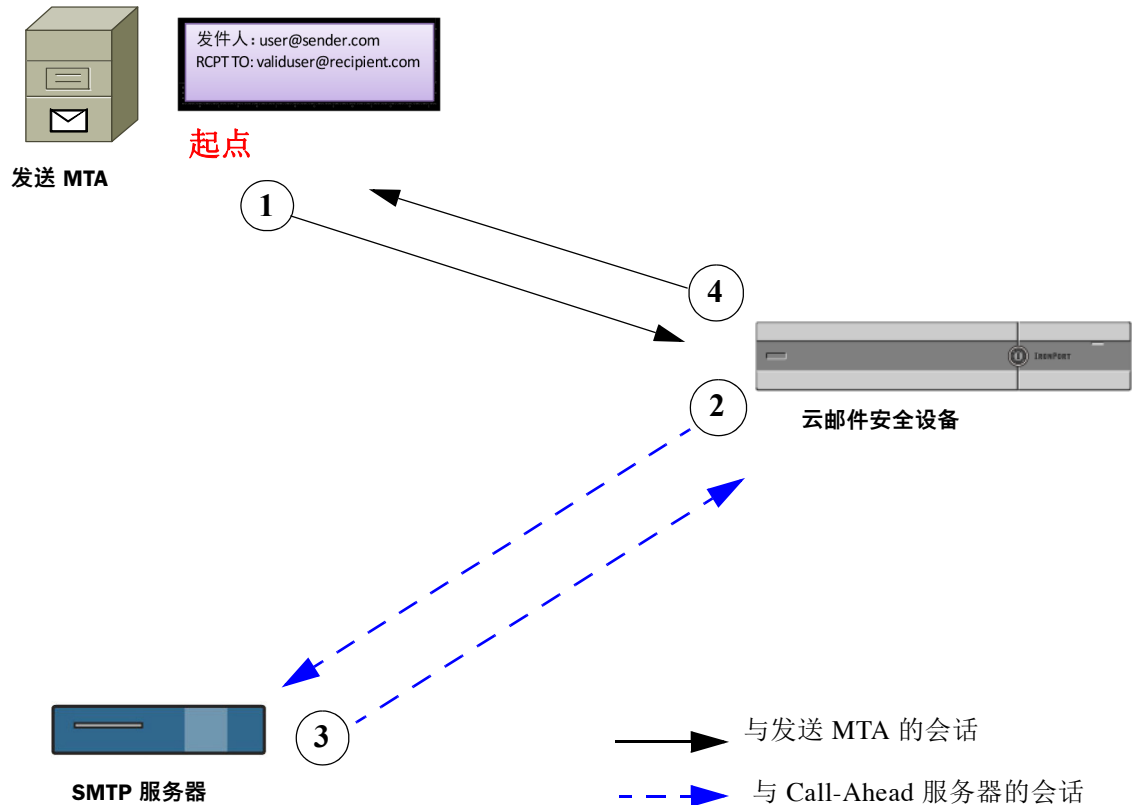 发件人：user@sender.com
RCPT TO: validuser@recipient.com
起点
发送 MTA
1
4
IRONPORT
2
云邮件安全设备
3
SMTP 服务器
与发送 MTA 的会话
与 Call-Ahead 服务器的会话